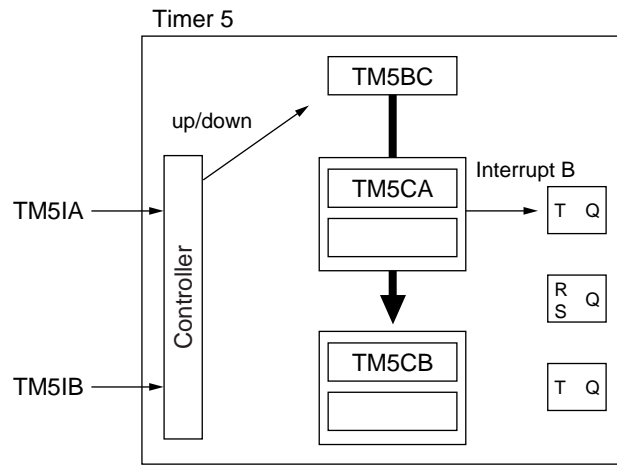 Timer 5
TM5BC
up/down
Interrupt B
TM5CA
TM5IA
T Q
Controller
R
S Q
TM5CB
TM5IB
T Q